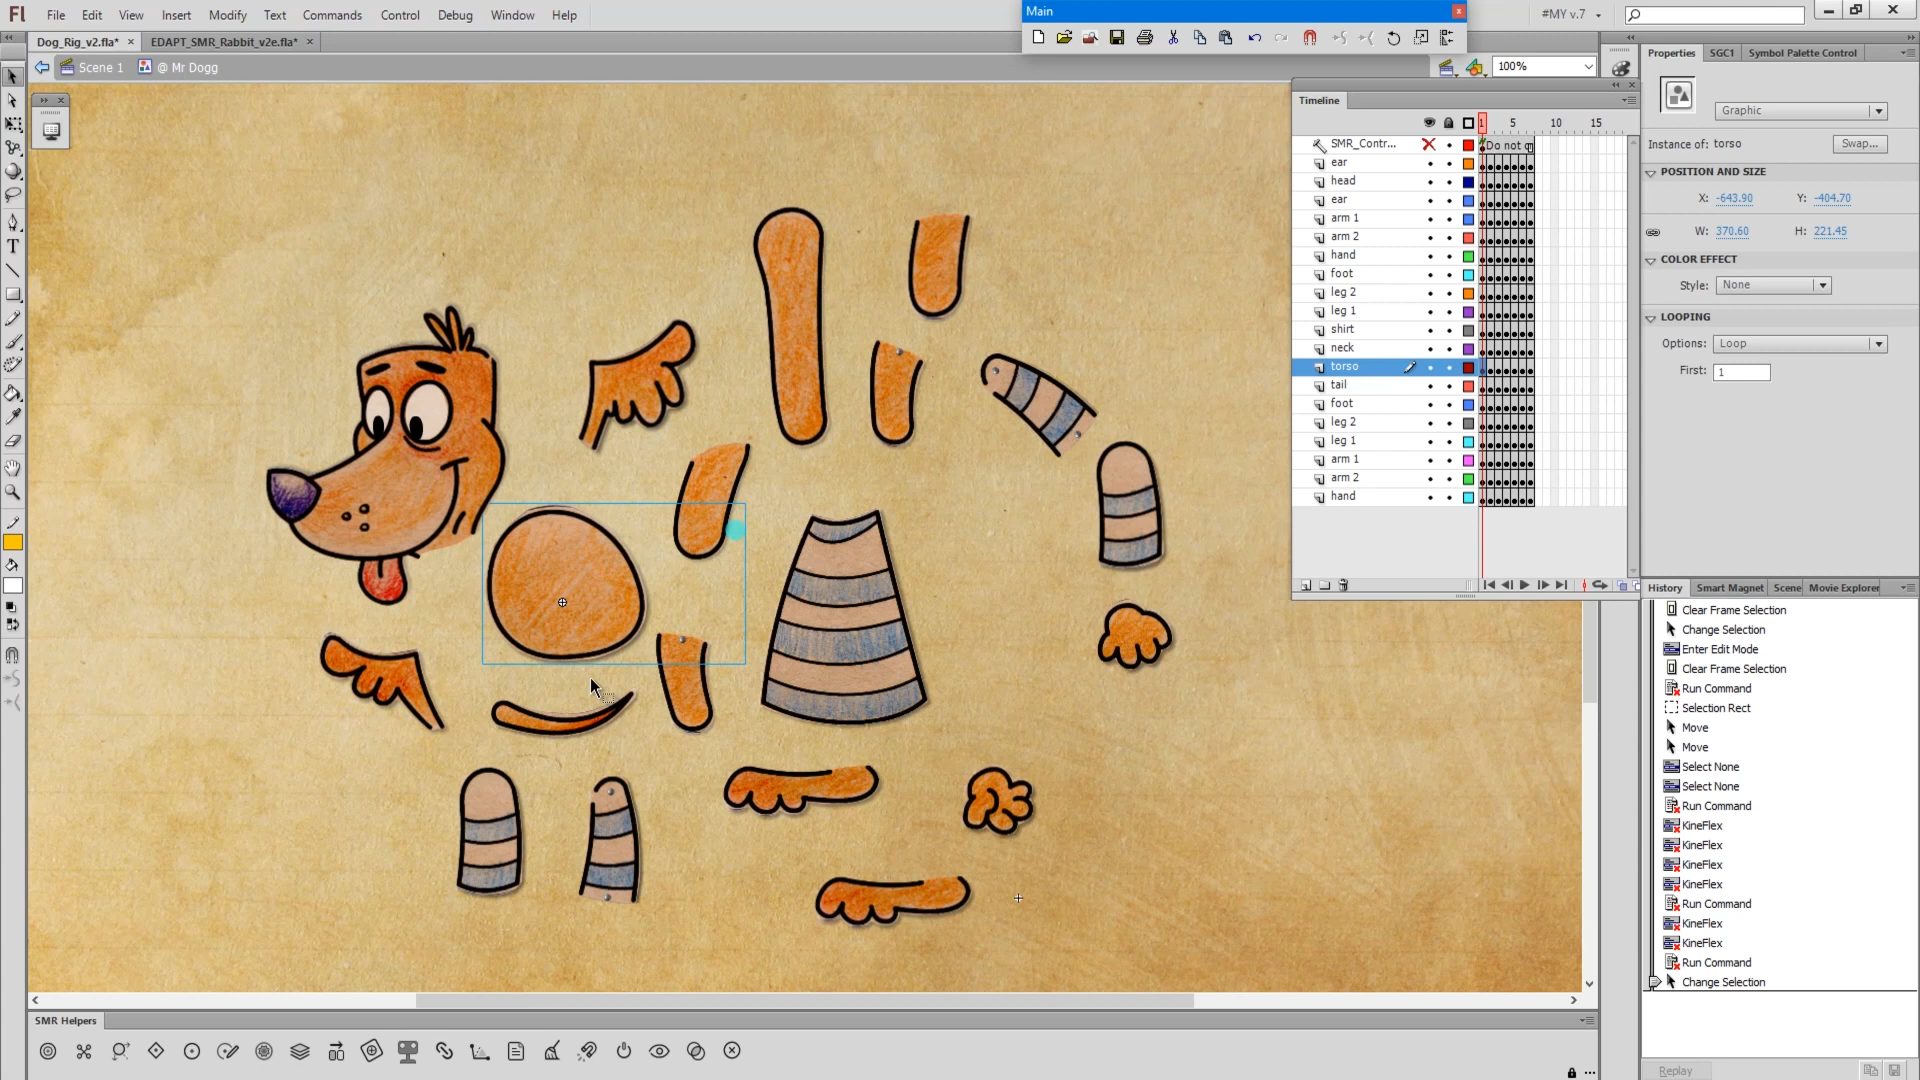 Fl File Edit View Insert Modify Text Commands Control Debug Window Help
Main
#MY v.7
Dog_Rig_v2.fla* × EDAPT_SMR_Rabbit_v2e.fla* ×
Scene 1 @ Mr Dogg
100%
Properties SGC1 Symbol Palette Control
Graphic
Instance of: torso Swap...
POSITION AND SIZE
X: -643.90 Y: -404.70
W: 370.60 H: 221.45
COLOR EFFECT
Style: None
LOOPING
Options: Loop
First: 1
Timeline
1 5 10 15
SMR_Contr... Do not
ear
head
ear
arm 1
arm 2
hand
foot
leg 2
leg 1
shirt
neck
torso
tail
foot
leg 2
leg 1
arm 1
arm 2
hand
History Smart Magnet Scene Movie Explorer
Clear Frame Selection
Change Selection
Enter Edit Mode
Clear Frame Selection
Run Command
Selection Rect
Move
Move
Select None
Select None
Run Command
KineFlex
KineFlex
KineFlex
KineFlex
Run Command
KineFlex
KineFlex
Run Command
Change Selection
Replay
SMR Helpers